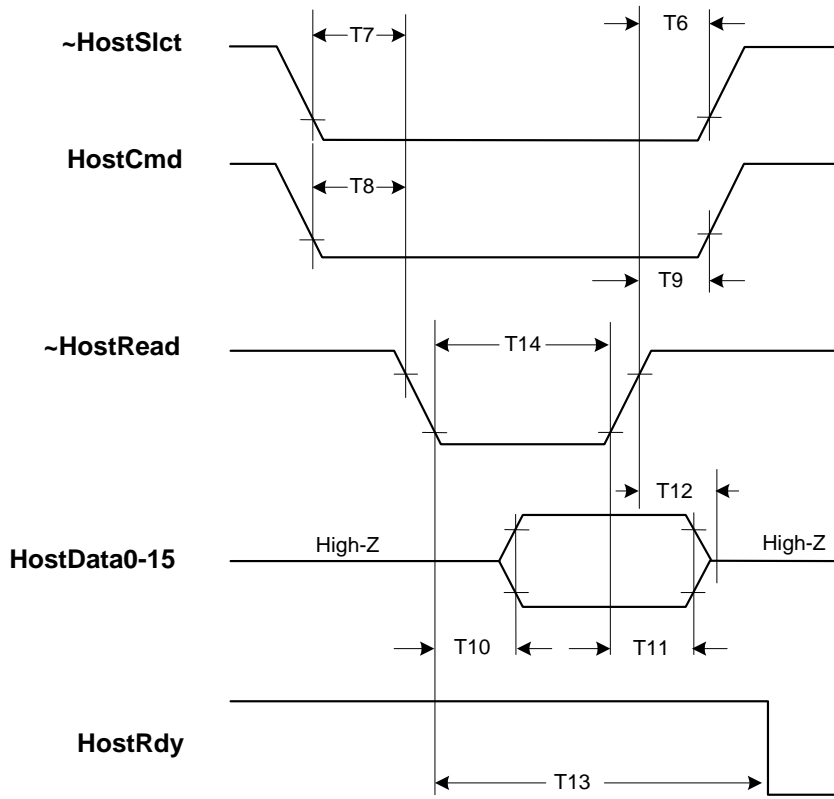 ~HostSlct
T7
T6
HostCmd
T8
T9
~HostRead
T14
T12
HostData0-15
High-Z
High-Z
T10
T11
HostRdy
T13